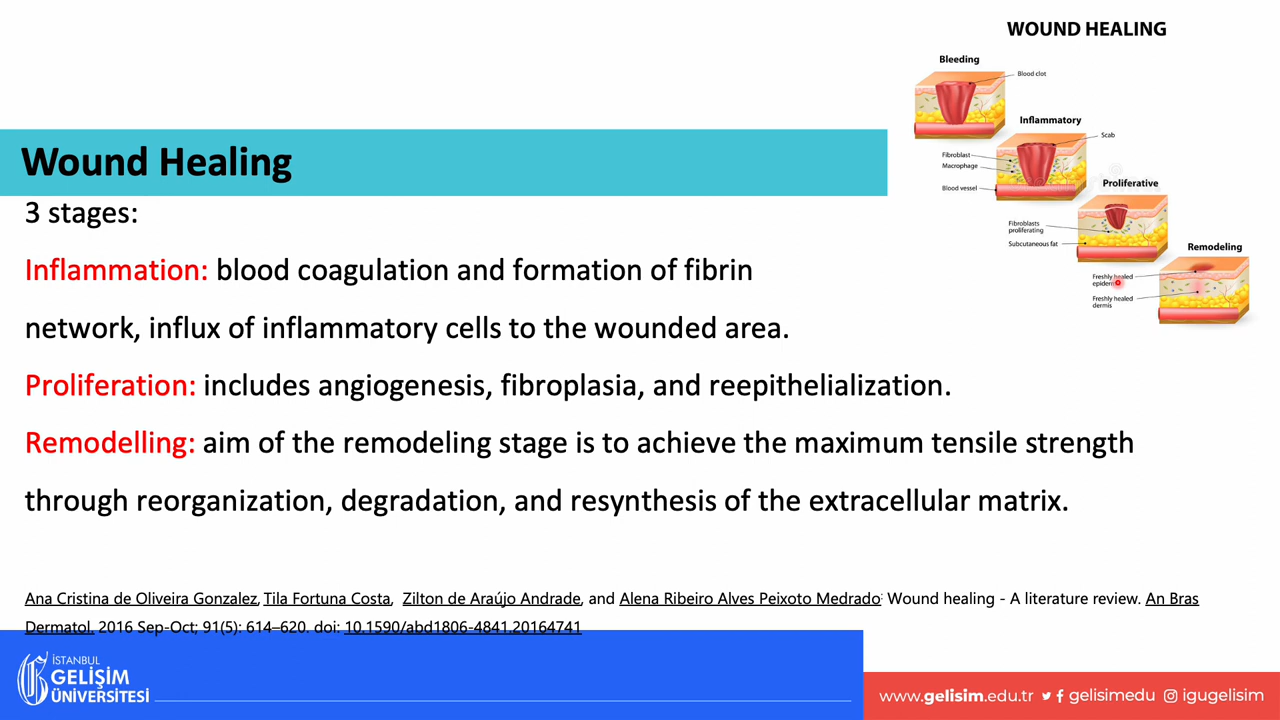 WOUND HEALING
Bleeding
Blood clot
Inflammatory
Scab
Fibroblast
Macrophage
Blood vessel
Proliferative
Fibroblasts
proliferating
Subcutaneous fat
Remodeling
Freshly healed
Freshly healed
dermis
Wound Healing
3 stages:
Inflammation: blood coagulation and formation of fibrin
network, influx of inflammatory cells to the wounded area.
Proliferation: includes angiogenesis, fibroplasia, and reepithelialization.
Remodelling: aim of the remodeling stage is to achieve the maximum tensile strength
through reorganization, degradation, and resynthesis of the extracellular matrix.
Ana Cristina de Oliveira Gonzalez, Tila Fortuna Costa, Zilton de Araújo Andrade, and Alena Ribeiro Alves Peixoto Medrado: Wound healing - A literature review. An Bras
Dermatol. 2016 Sep-Oct; 91(5): 614–620. doi: 10.1590/abd1806-4841.20164741
İSTANBUL
GELİŞİM
ÜNİVERSİTESİ
www.gelisim.edu.tr gelisimedu igugelisim